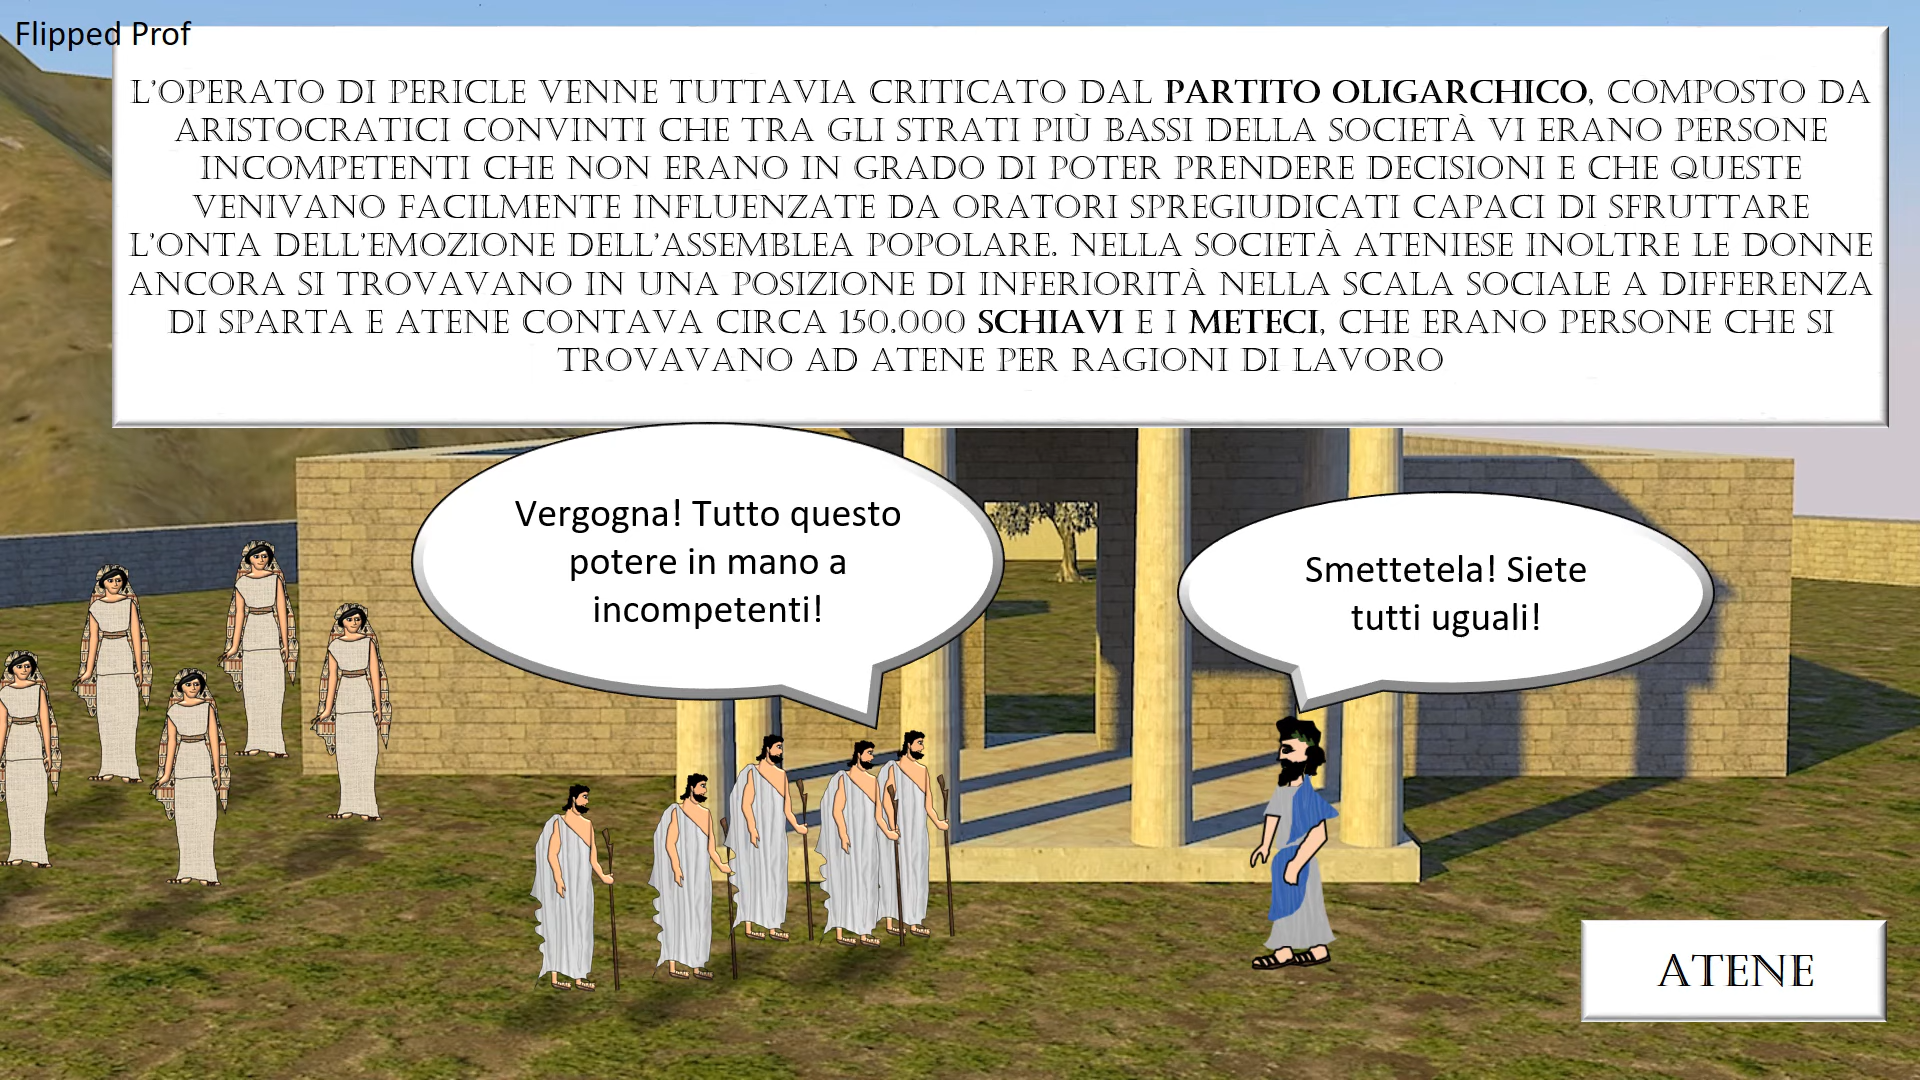 Flipped Prof
L'OPERATO DI PERICLE VENNE TUTTAVIA CRITICATO DAL PARTITO OLIGARCHICO, COMPOSTO DA
ARISTOCRATICI CONVINTI CHE TRA GLI STRATI PIÙ BASSI DELLA SOCIETÀ VI ERANO PERSONE
INCOMPETENTI CHE NON ERANO IN GRADO DI POTER PRENDERE DECISIONI E CHE QUESTE
VENIVANO FACILMENTE INFLUENZATE DA ORATORI SPREGIUDICATI CAPACI DI SFRUTTARE
L'ONTA DELL'EMOZIONE DELL'ASSEMBLEA POPOLARE. NELLA SOCIETÀ ATENIESE INOLTRE LE DONNE
ANCORA SI TROVAVANO IN UNA POSIZIONE DI INFERIORITÀ NELLA SCALA SOCIALE A DIFFERENZA
DI SPARTA E ATENE CONTAVA CIRCA 150.000 SCHIAVI E I METECI, CHE ERANO PERSONE CHE SI
TROVAVANO AD ATENE PER RAGIONI DI LAVORO
Vergogna! Tutto questo
potere in mano a
incompetenti!
Smettetela! Siete
tutti uguali!
ATENE